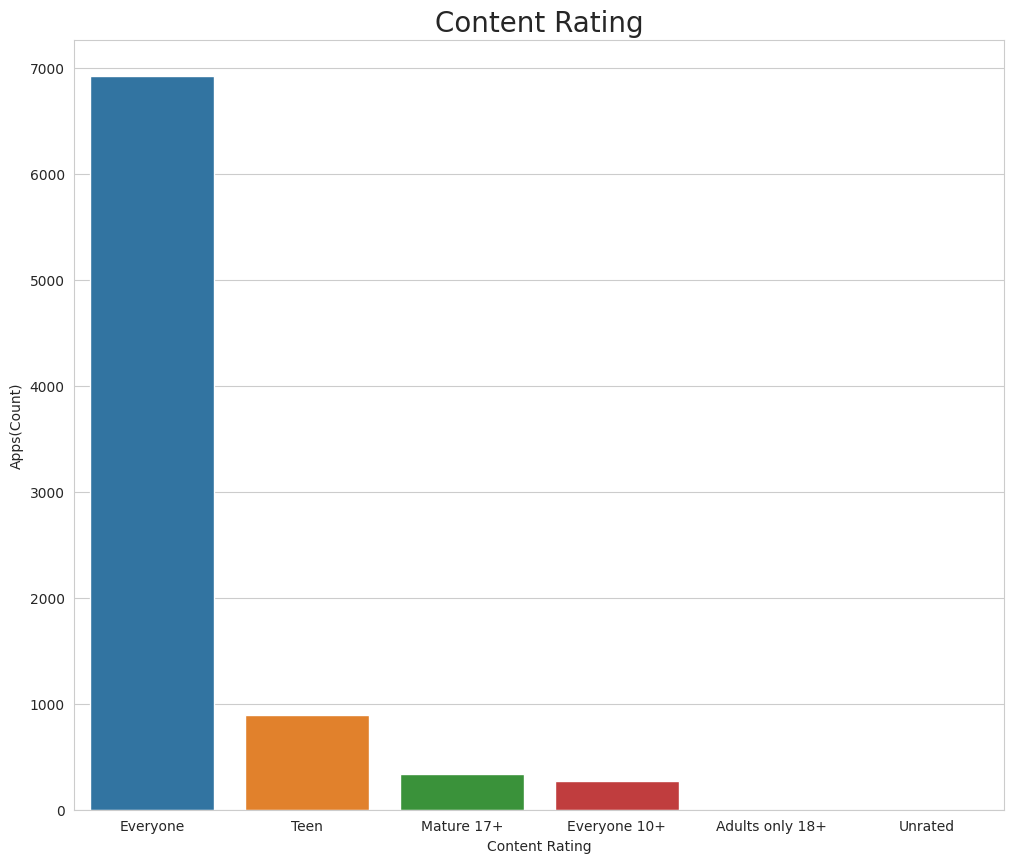 Content Rating
7000
6000
5000
4000
3000
2000
1000
0
Apps(Count)
Everyone Teen Mature 17+ Everyone 10+ Adults only 18+ Unrated
Content Rating